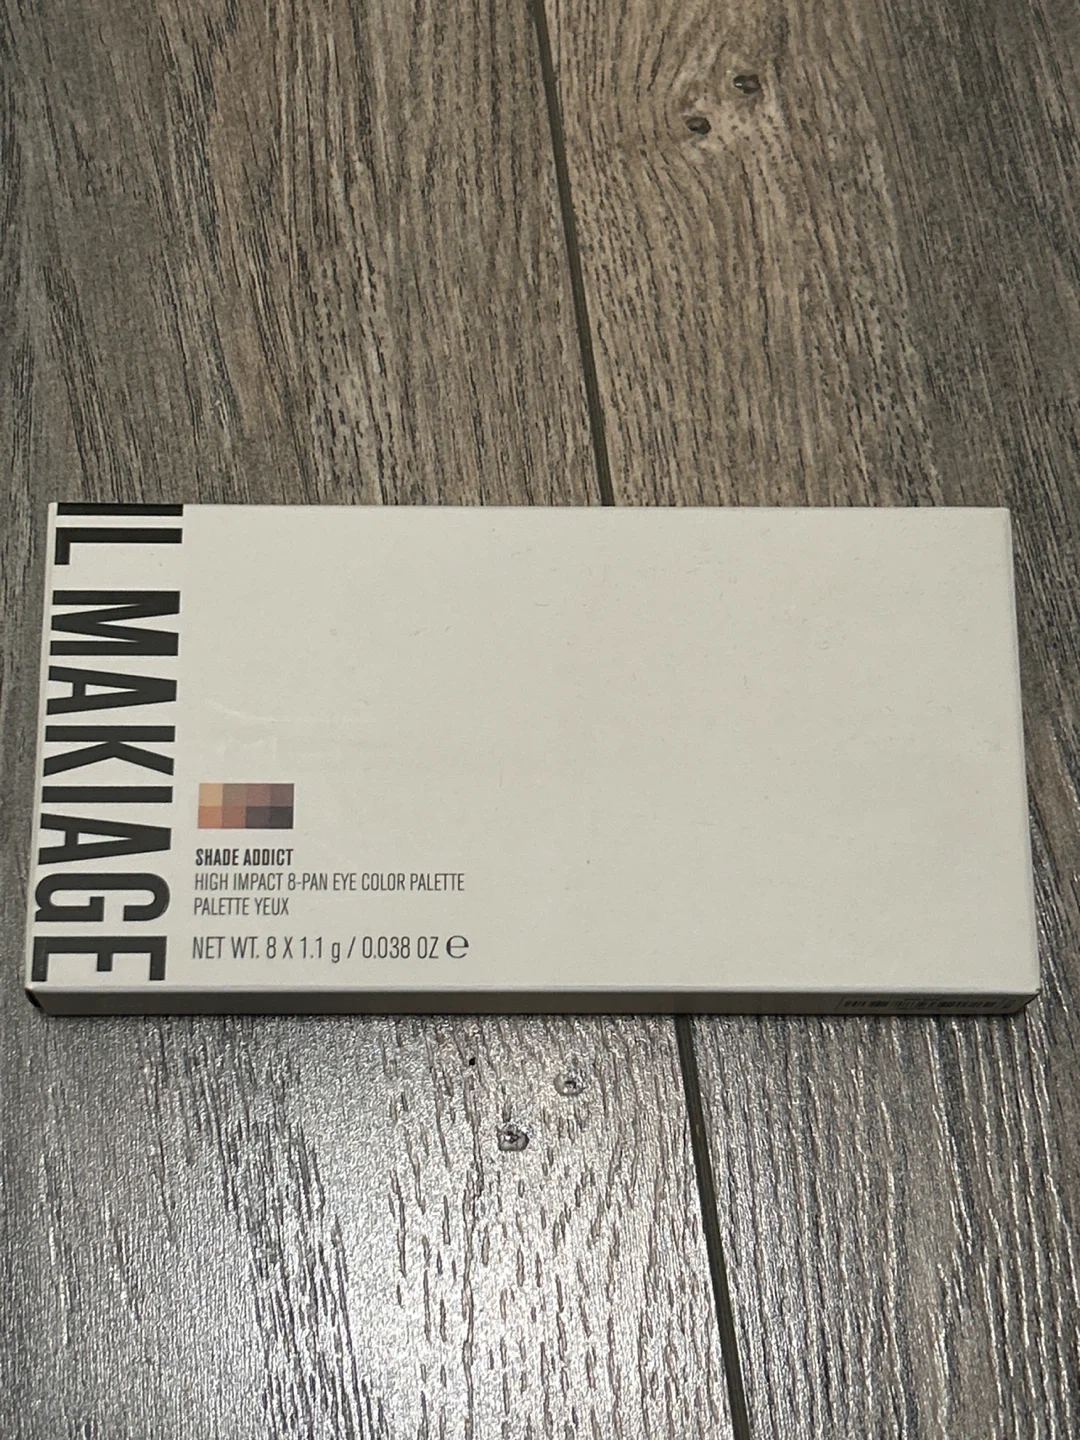 IL MAKIAGE
SHADE ADDICT
HIGH IMPACT 8-PAN EYE COLOR PALETTE
PALETTE YEUX
NET WT. 8 X 1.1 g / 0.038 OZ ℮